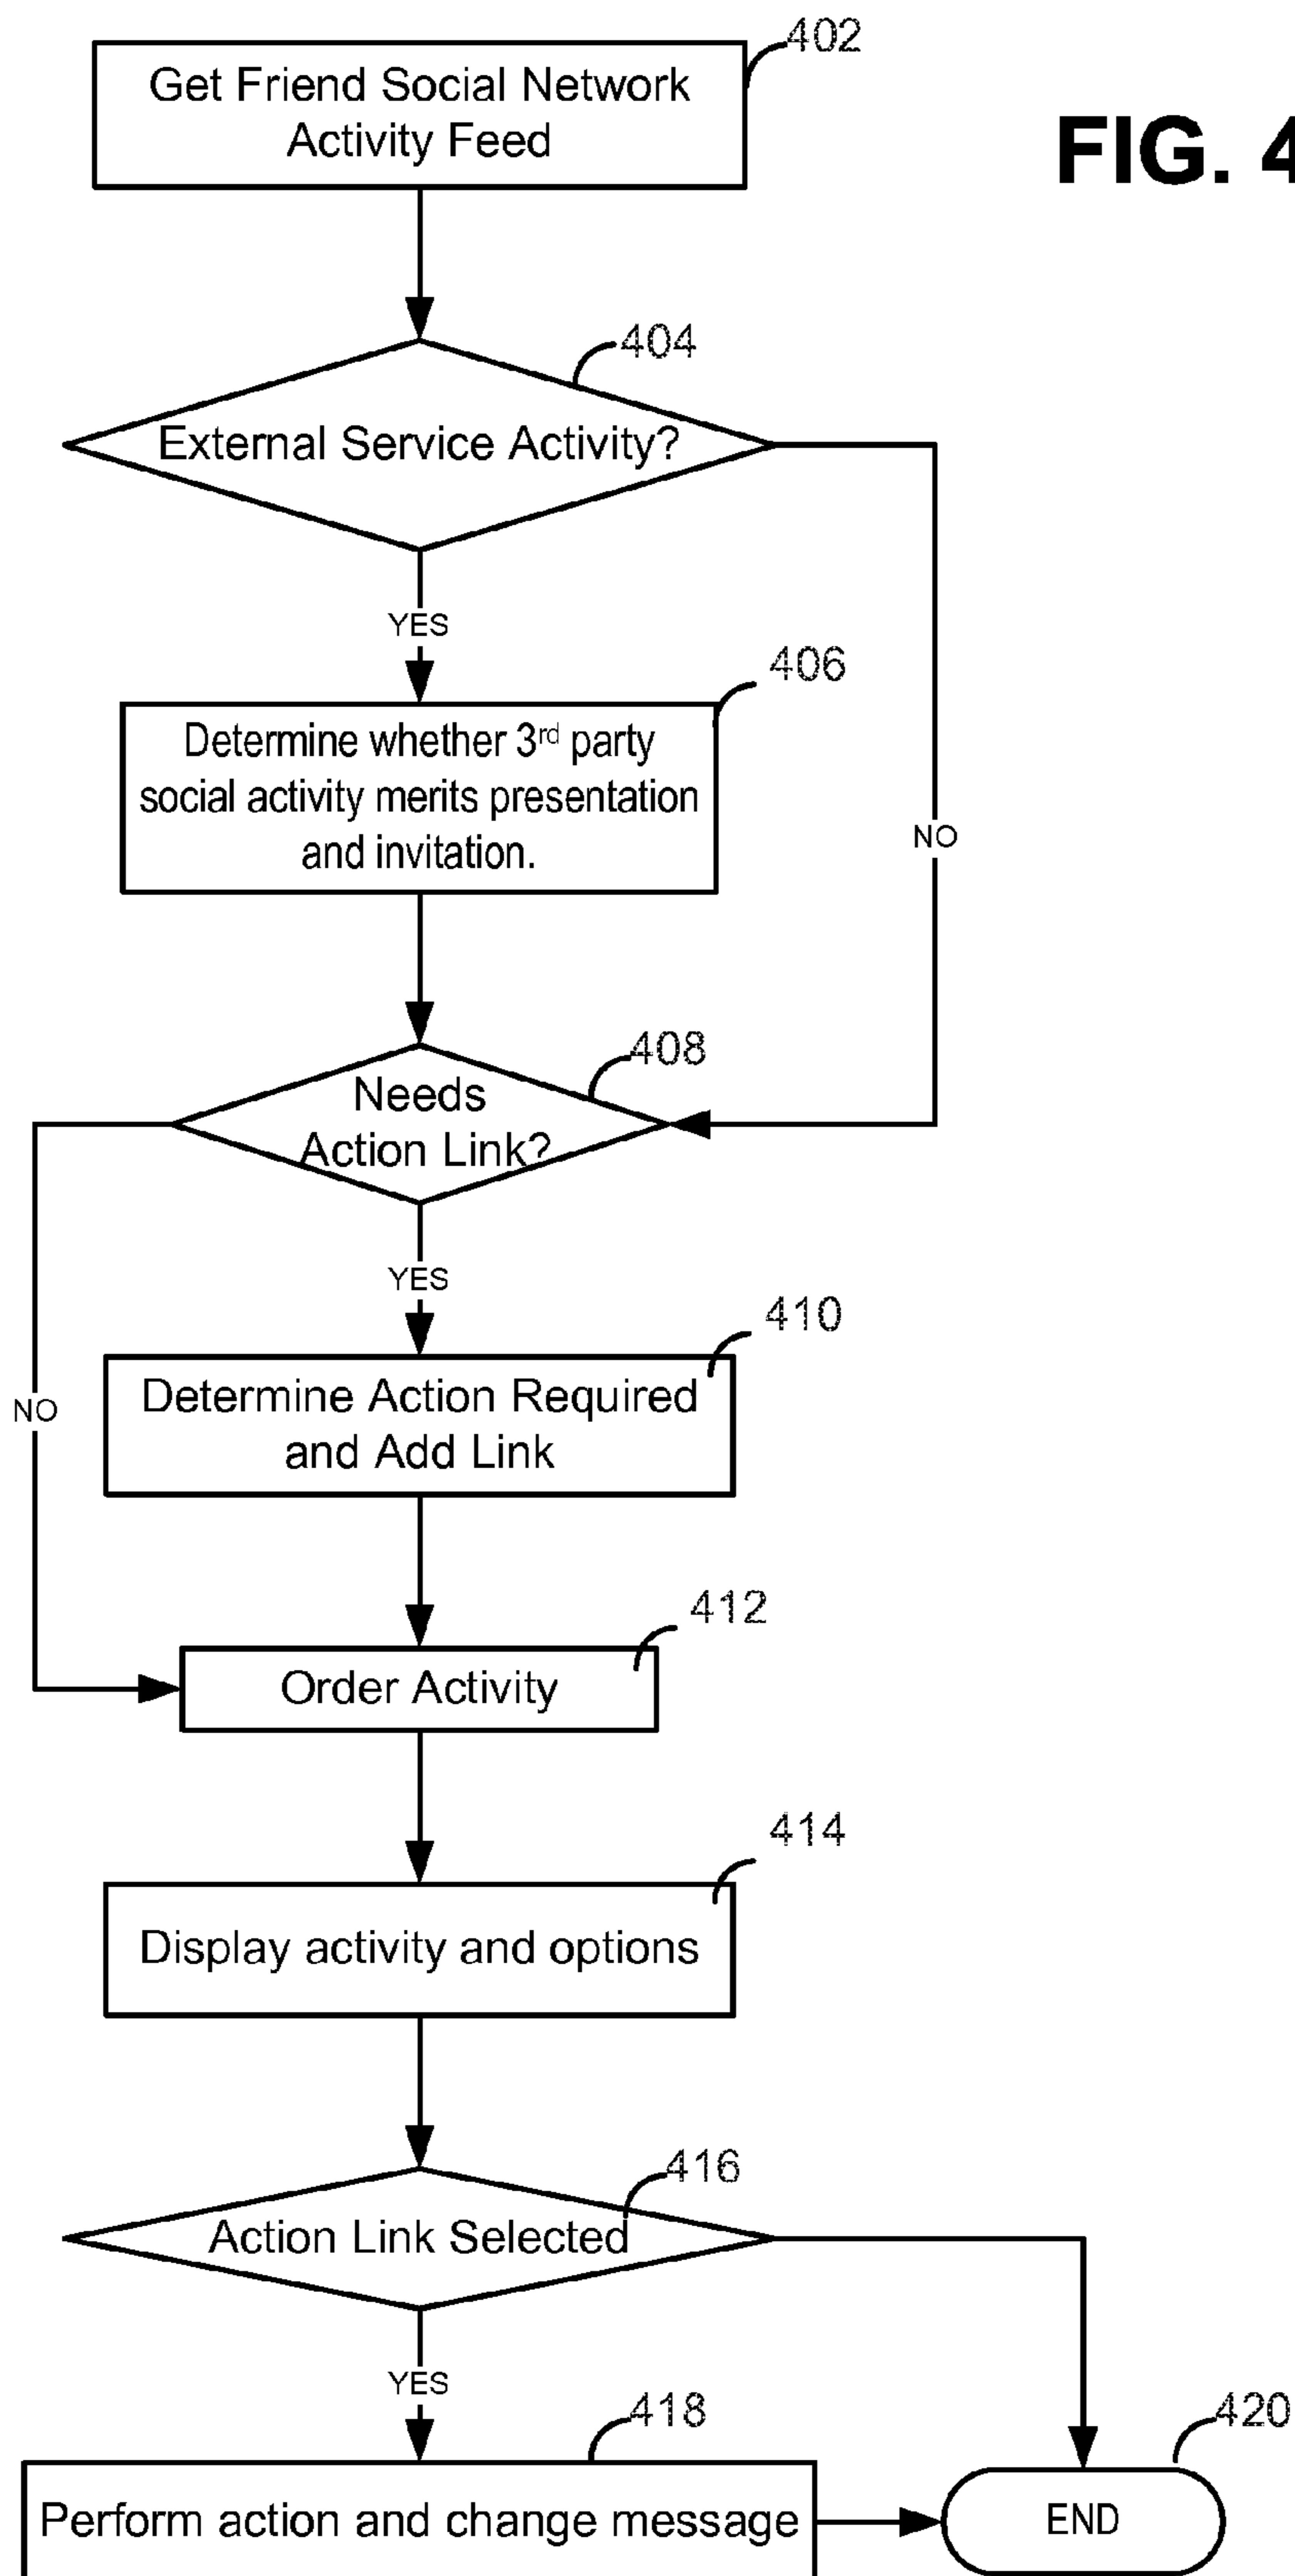 402
Get Friend Social Network
Activity Feed
FIG. 4
404
External Service Activity?
YES
406
Determine whether 3rd party
social activity merits presentation
and invitation.
NO
408
Needs
Action Link?
YES
410
Determine Action Required
and Add Link
NO
412
Order Activity
414
Display activity and options
416
Action Link Selected
YES
418
420
Perform action and change message
END